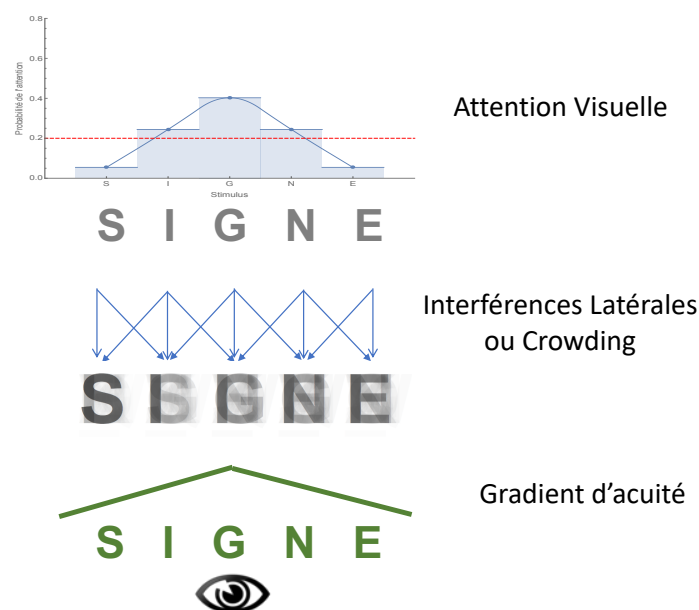 0.8
0.6
0.4
0.2
0.0
Probabilité de l'attention
S I G N E
Stimulus
Attention Visuelle
S I G N E
Interférences Latérales
ou Crowding
S I G N E
Gradient d'acuité
S I G N E